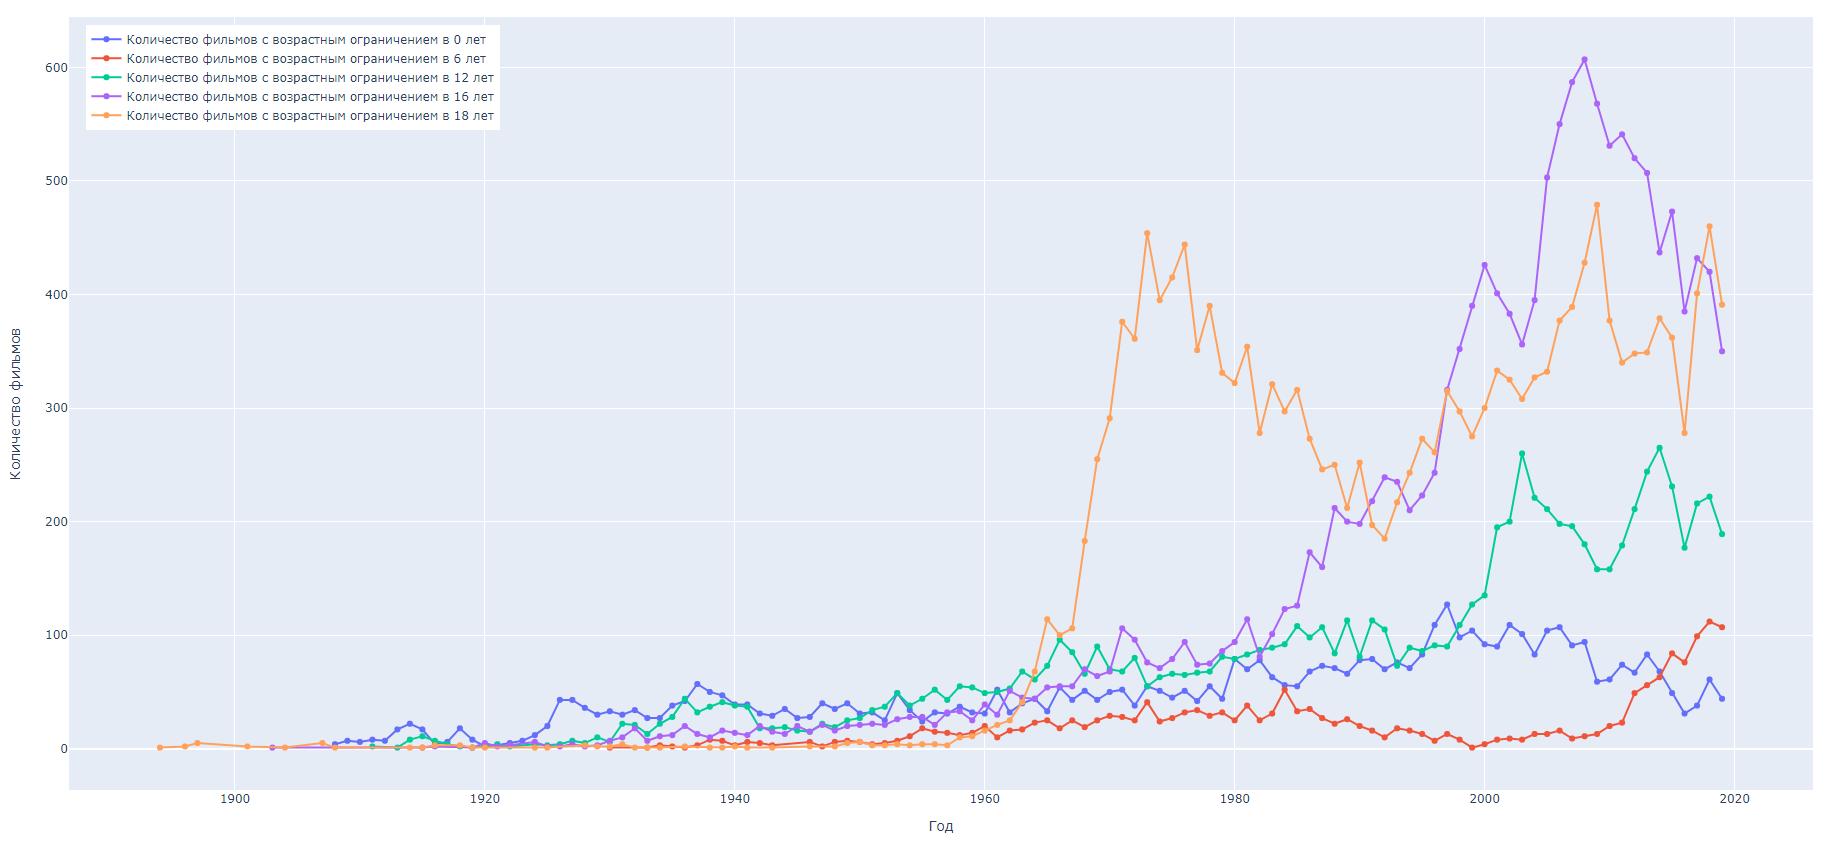 Количество фильмов с возрастным ограничением в 0 лет
Количество фильмов с возрастным ограничением в 6 лет
Количество фильмов с возрастным ограничением в 12 лет
Количество фильмов с возрастным ограничением в 16 лет
Количество фильмов с возрастным ограничением в 18 лет
Количество фильмов
600
500
400
300
200
100
0
1900 1920 1940 1960 1980 2000 2020
Год